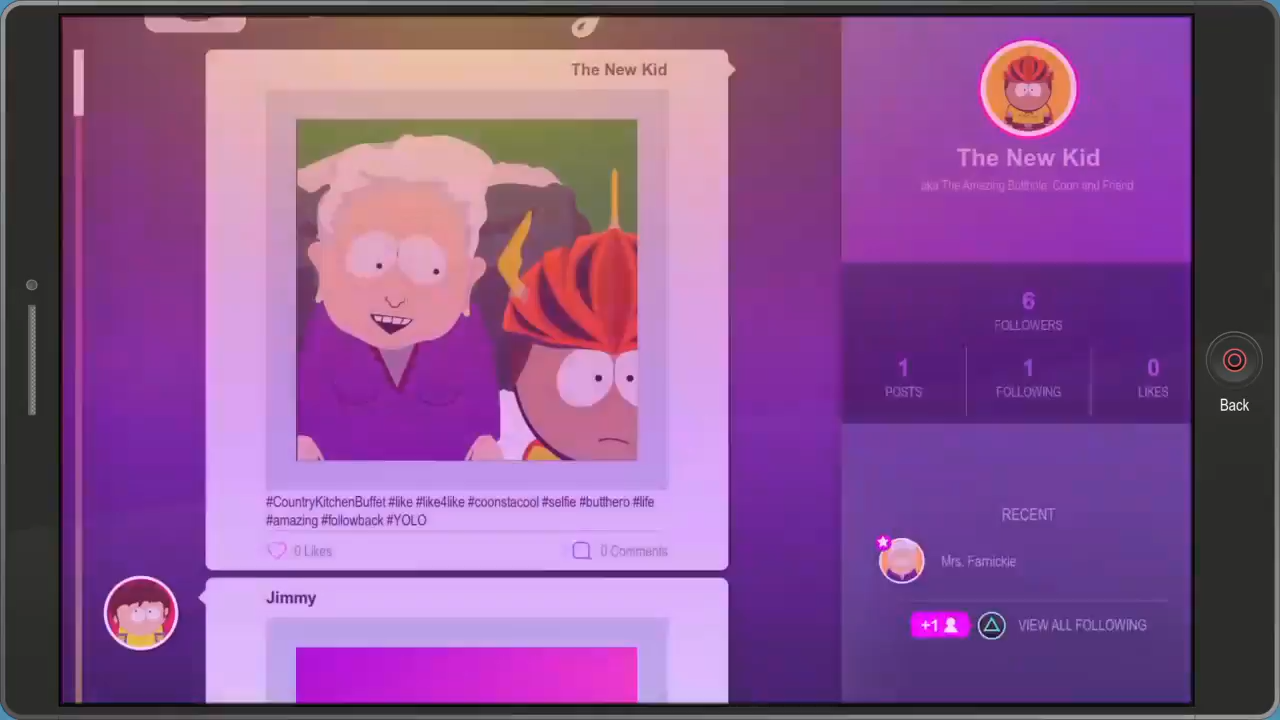 The New Kid
#CountryKitchenBuffet #like #like4like #coonstacool #selfie #butthero #life
#amazing #followback #YOLO
0 Likes
0 Comments
Jimmy
The New Kid
aka The Amazing Butthole, Coon and Friend
6
FOLLOWERS
1
POSTS
1
FOLLOWING
0
LIKES
RECENT
Mrs. Farnickle
+1
VIEW ALL FOLLOWING
Back